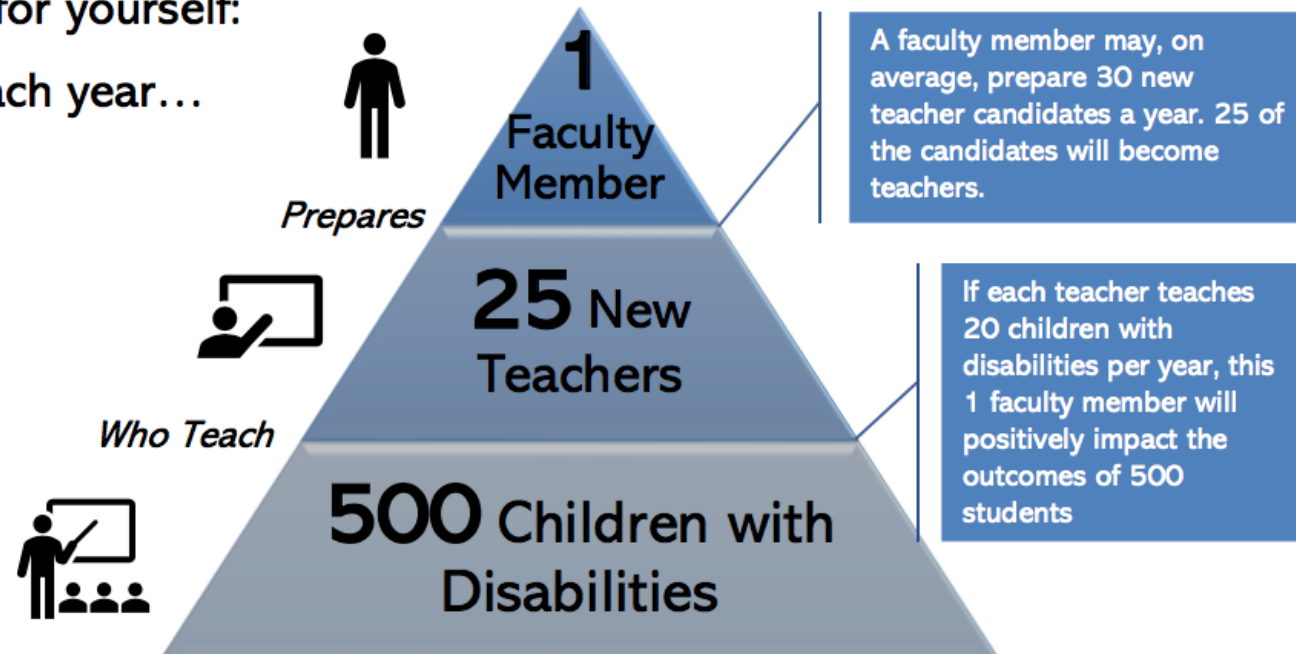 for yourself:
each year…
1
Faculty
Member
Prepares
25 New
Teachers
Who Teach
500 Children with
Disabilities
A faculty member may, on
average, prepare 30 new
teacher candidates a year. 25 of
the candidates will become
teachers.
If each teacher teaches
20 children with
disabilities per year, this
1 faculty member will
positively impact the
outcomes of 500
students